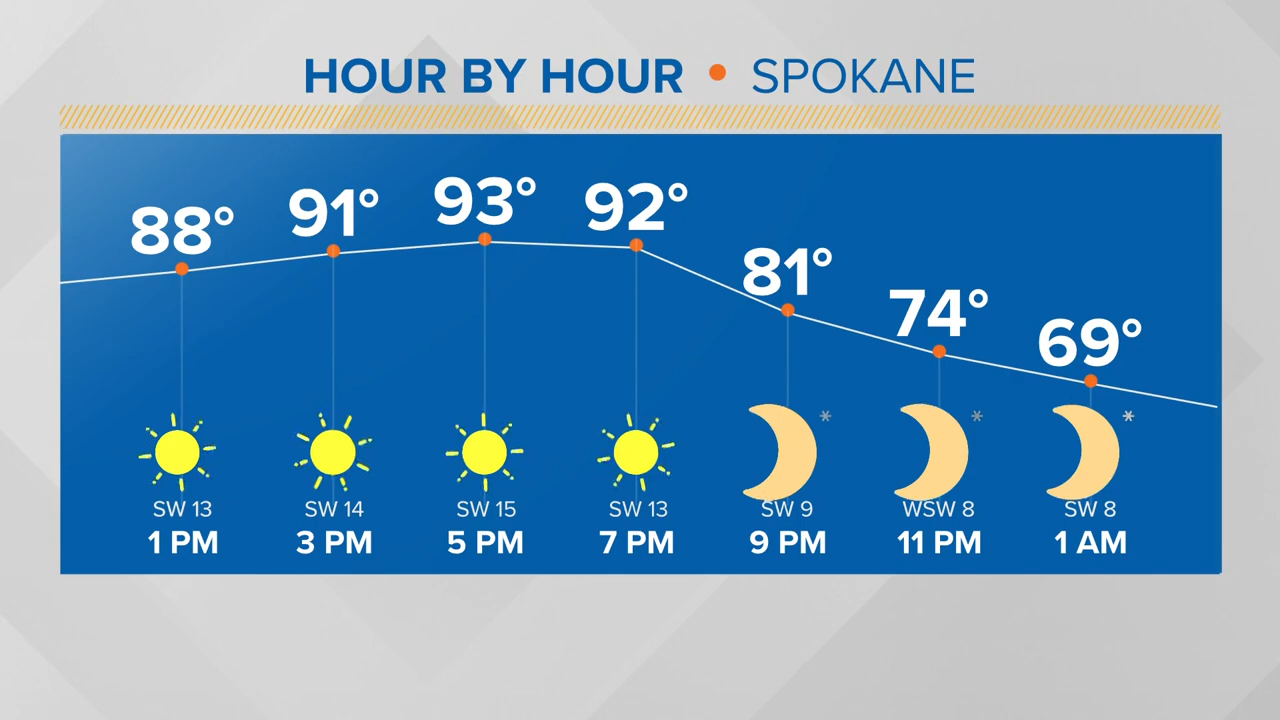 HOUR BY HOUR • SPOKANE
88° 91° 93° 92° 81° 74° 69°
SW 13 SW 14 SW 15 SW 13 SW 9 WSW 8 SW 8
1 PM 3 PM 5 PM 7 PM 9 PM 11 PM 1 AM